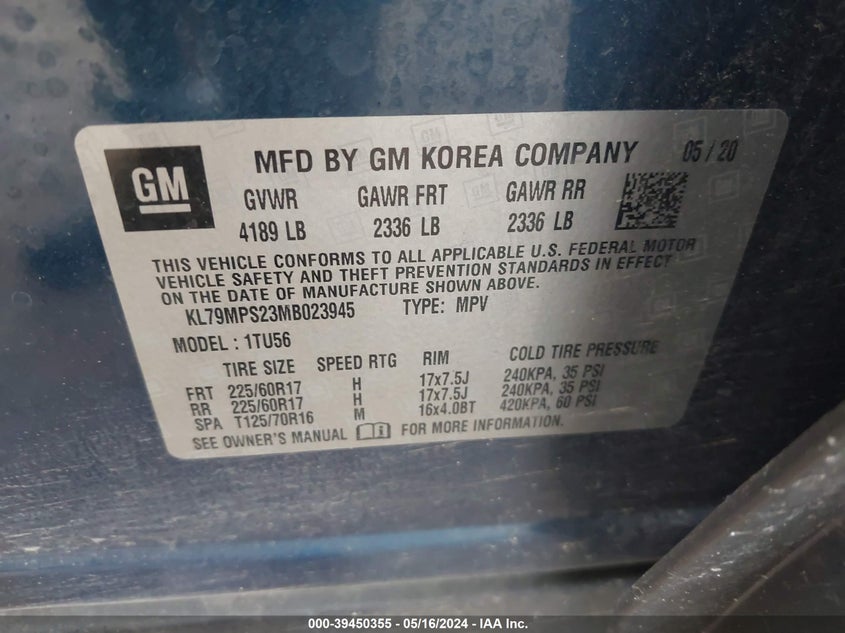 GM
MFD BY GM KOREA COMPANY 05/20
GVWR GAWR FRT GAWR RR
4189 LB 2336 LB 2336 LB
THIS VEHICLE CONFORMS TO ALL APPLICABLE U.S. FEDERAL MOTOR
VEHICLE SAFETY AND THEFT PREVENTION STANDARDS IN EFFECT
ON THE DATE OF MANUFACTURE SHOWN ABOVE.
KL79MPS23MB023945 TYPE: MPV
MODEL : 1TU56
TIRE SIZE SPEED RTG RIM COLD TIRE PRESSURE
FRT 225/60R17 H 17x7.5J 240KPA, 35 PSI
RR 225/60R17 H 17x7.5J 240KPA, 35 PSI
SPA T125/70R16 M 16x4.0BT 420KPA, 60 PSI
SEE OWNER'S MANUAL FOR MORE INFORMATION.
000-39450355 - 05/16/2024 - IAA Inc.